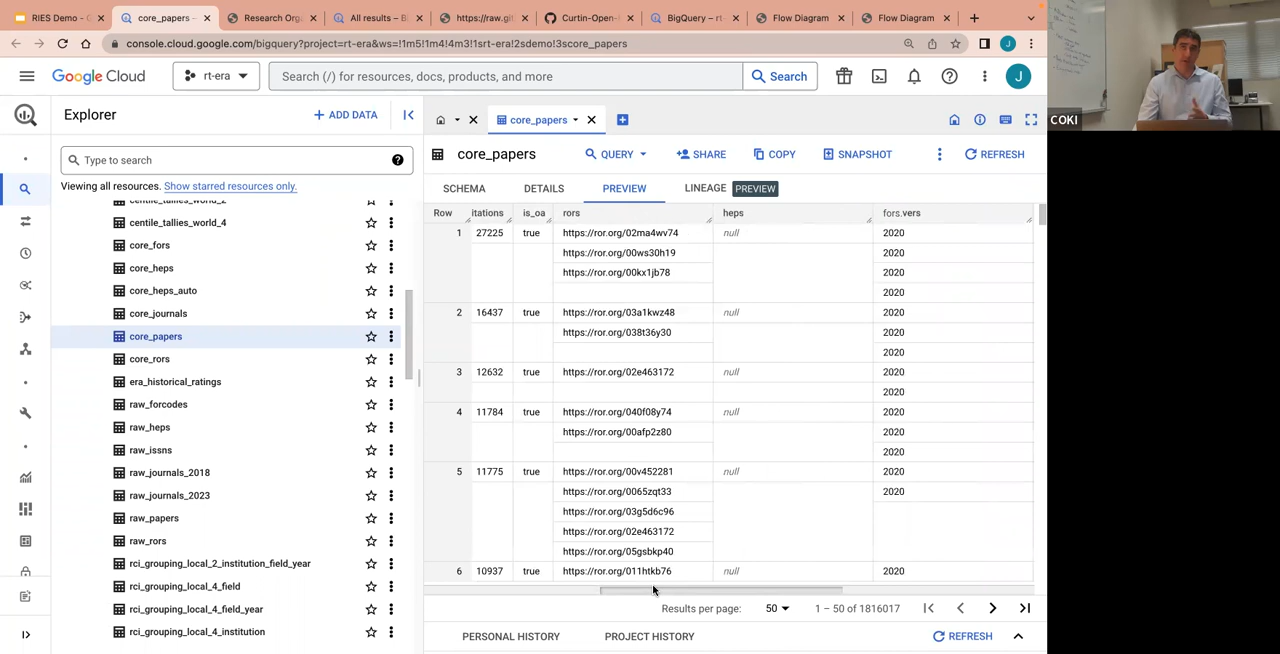 RIES Demo - G
core_papers –
Research Org
All results – B
https://raw.git
Curtin-Open-
BigQuery – rt-
Flow Diagram
Flow Diagram
console.cloud.google.com/bigquery?project=rt-era&ws=!1m5!1m4!4m3!1srt-era!2sdemo!3score_papers
J
Google Cloud
rt-era
Search (/) for resources, docs, products, and more
Search
J
COKI
Explorer
+ ADD DATA
core_papers
Type to search
core_papers
QUERY
SHARE
COPY
SNAPSHOT
REFRESH
Viewing all resources. Show starred resources only.
SCHEMA DETAILS PREVIEW LINEAGE PREVIEW
centile_tallies_world_2
centile_tallies_world_4
core_fors
core_heps
core_heps_auto
core_journals
core_papers
core_rors
era_historical_ratings
raw_forcodes
raw_heps
raw_issns
raw_journals_2018
raw_journals_2023
raw_papers
raw_rors
rci_grouping_local_2_institution_field_year
rci_grouping_local_4_field
rci_grouping_local_4_field_year
rci_grouping_local_4_institution
Row itations is_oa rors heps fors.vers
1 27225 true https://ror.org/02ma4wv74 null 2020
https://ror.org/00ws30h19 2020
https://ror.org/00kx1jb78 2020
2020
2 16437 true https://ror.org/03a1kwz48 null 2020
https://ror.org/038t36y30 2020
2020
3 12632 true https://ror.org/02e463172 null 2020
2020
4 11784 true https://ror.org/040f08y74 null 2020
https://ror.org/00afp2z80 2020
2020
5 11775 true https://ror.org/00v452281 null 2020
https://ror.org/0065zqt33 2020
https://ror.org/03g5d6c96
https://ror.org/02e463172
https://ror.org/05gsbkp40
6 10937 true https://ror.org/011htkb76 null 2020
Results per page: 50 1 – 50 of 1816017
PERSONAL HISTORY PROJECT HISTORY REFRESH